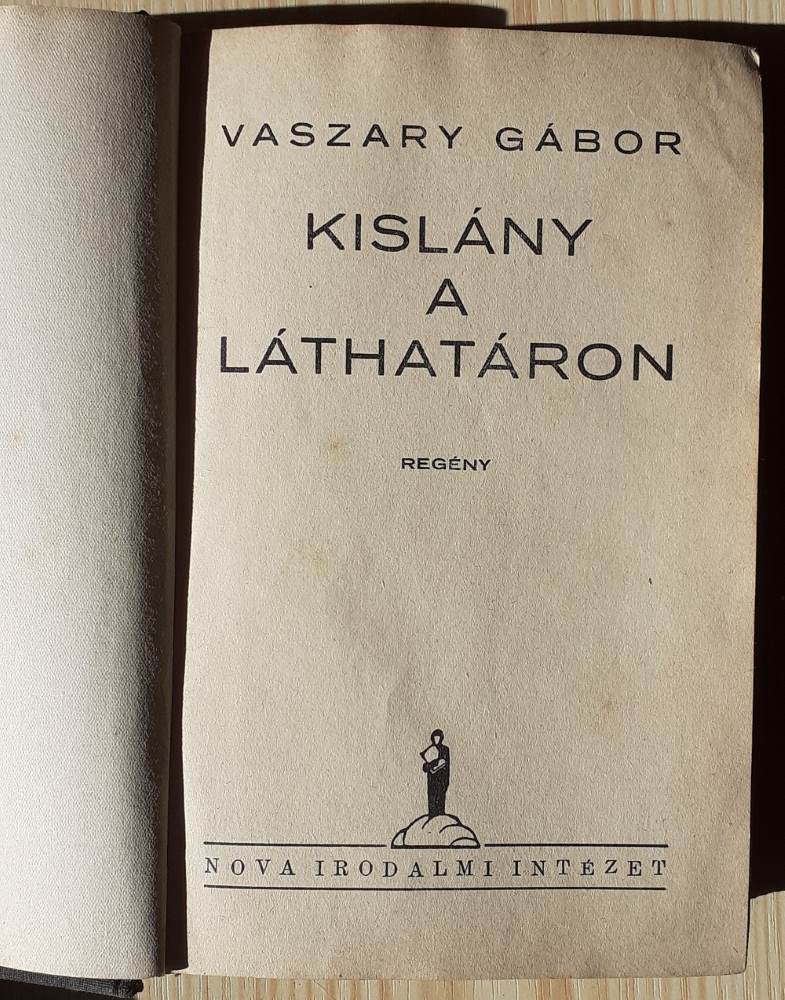 VASZARY GÁBOR
KISLÁNY
A
LÁTHATÁRON
REGÉNY
NOVA IRODALMI INTÉZET